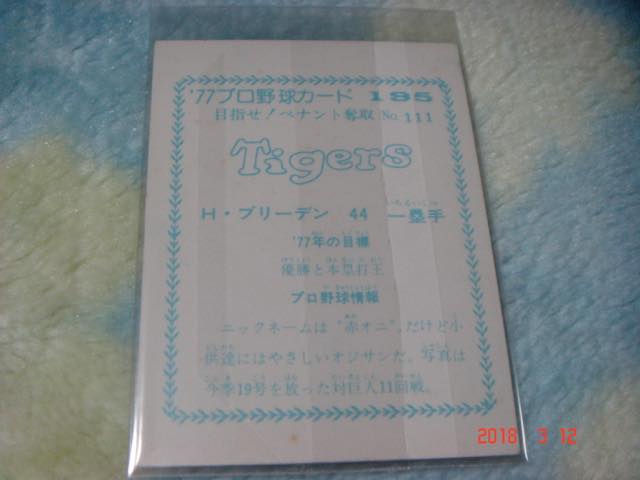 '77プロ野球カード 195
目指せ!ペナント奪取 No. 111
Tigers
H・ブリーデン 44 一塁手
'77年の目標
優勝と本塁打王
プロ野球情報
ニックネームは“赤オニ”、だけど小
供達にはやさしいオジサンだ。写真は
今季19号を放った対巨人11回戦。
2018 3 12